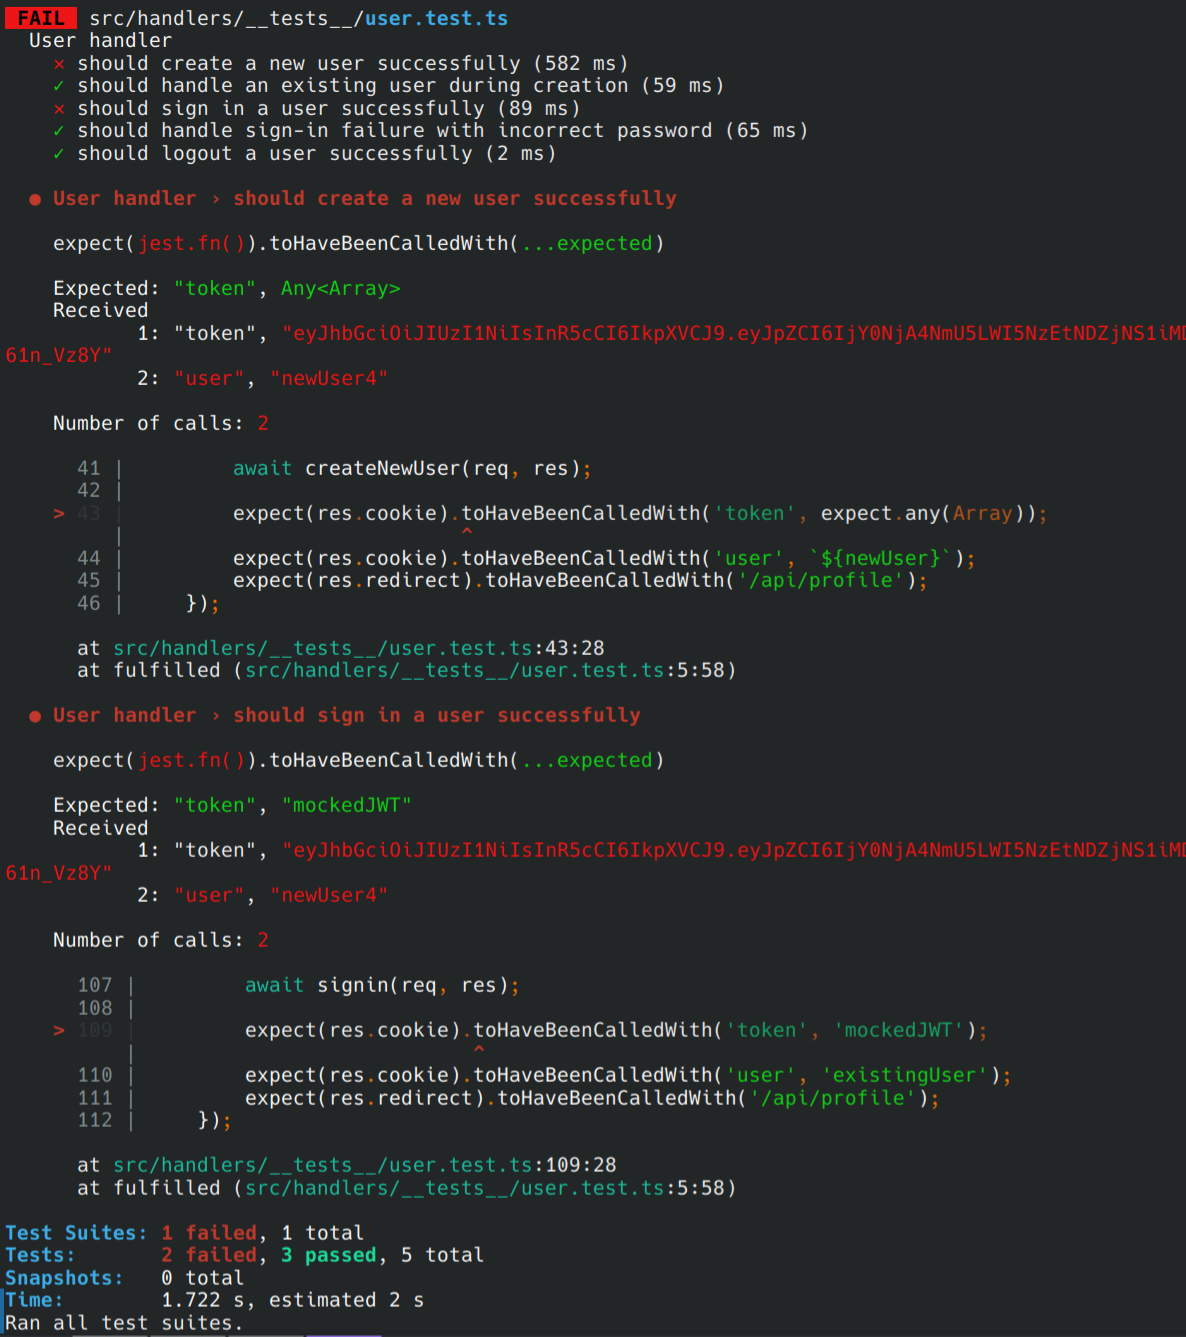 FAIL src/handlers/__tests__/user.test.ts
User handler
✕ should create a new user successfully (582 ms)
✓ should handle an existing user during creation (59 ms)
✕ should sign in a user successfully (89 ms)
✓ should handle sign-in failure with incorrect password (65 ms)
✓ should logout a user successfully (2 ms)
● User handler › should create a new user successfully
expect(jest.fn()).toHaveBeenCalledWith(...expected)
Expected: "token", Any<Array>
Received
1: "token", "eyJhbGciOiJIUzI1NiIsInR5cCI6IkpXVCJ9.eyJpZCI6IjY0NjA4NmU5LWI5NzEtNDZjNS1iMD
61n_Vz8Y"
2: "user", "newUser4"
Number of calls: 2
41 | await createNewUser(req, res);
42 |
> 43 | expect(res.cookie).toHaveBeenCalledWith('token', expect.any(Array));
| ^
44 | expect(res.cookie).toHaveBeenCalledWith('user', `${newUser}`);
45 | expect(res.redirect).toHaveBeenCalledWith('/api/profile');
46 | });
at src/handlers/__tests__/user.test.ts:43:28
at fulfilled (src/handlers/__tests__/user.test.ts:5:58)
● User handler › should sign in a user successfully
expect(jest.fn()).toHaveBeenCalledWith(...expected)
Expected: "token", "mockedJWT"
Received
1: "token", "eyJhbGciOiJIUzI1NiIsInR5cCI6IkpXVCJ9.eyJpZCI6IjY0NjA4NmU5LWI5NzEtNDZjNS1iMD
61n_Vz8Y"
2: "user", "newUser4"
Number of calls: 2
107 | await signin(req, res);
108 |
> 109 | expect(res.cookie).toHaveBeenCalledWith('token', 'mockedJWT');
| ^
110 | expect(res.cookie).toHaveBeenCalledWith('user', 'existingUser');
111 | expect(res.redirect).toHaveBeenCalledWith('/api/profile');
112 | });
at src/handlers/__tests__/user.test.ts:109:28
at fulfilled (src/handlers/__tests__/user.test.ts:5:58)
Test Suites: 1 failed, 1 total
Tests: 2 failed, 3 passed, 5 total
Snapshots: 0 total
Time: 1.722 s, estimated 2 s
Ran all test suites.